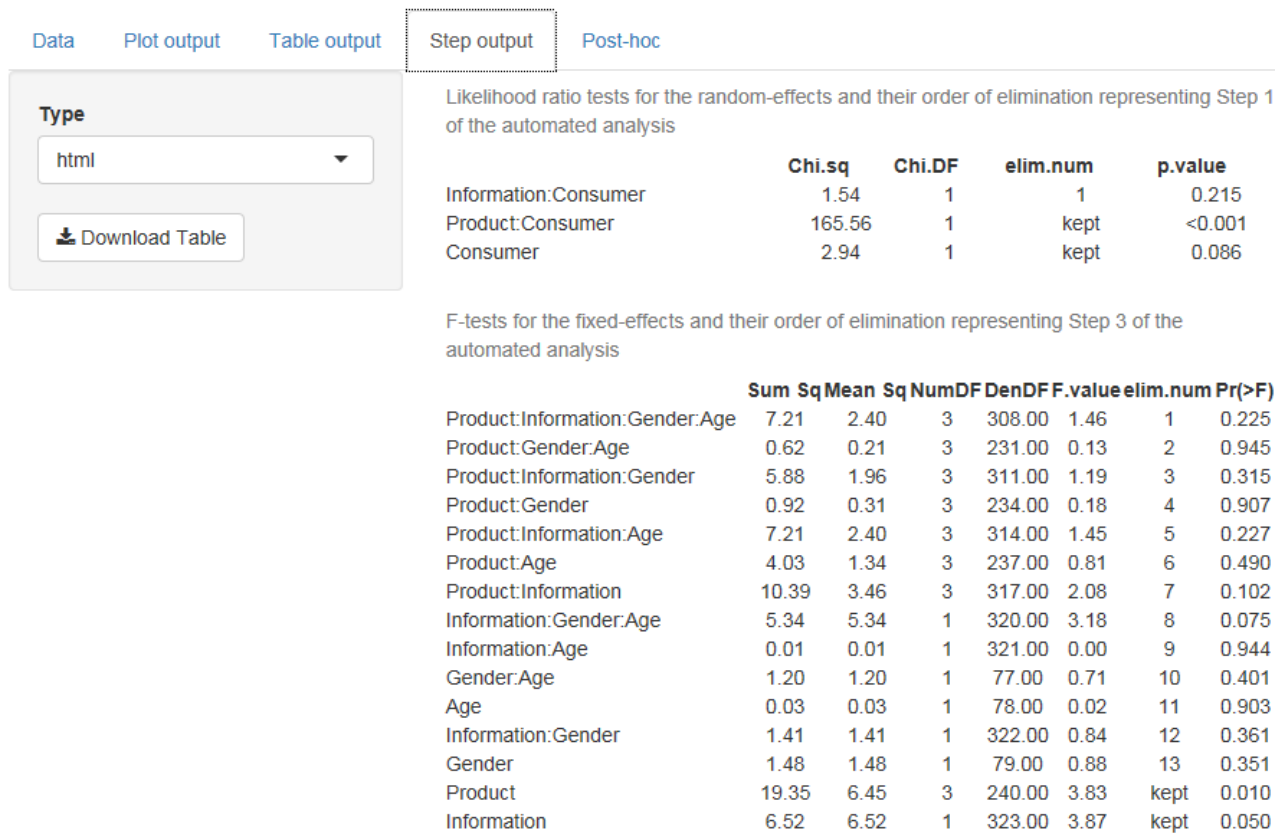 Data Plot output Table output Step output Post-hoc
Type
html
Download Table
Likelihood ratio tests for the random-effects and their order of elimination representing Step 1
of the automated analysis
Chi.sq Chi.DF elim.num p.value
Information:Consumer 1.54 1 1 0.215
Product:Consumer 165.56 1 kept <0.001
Consumer 2.94 1 kept 0.086
F-tests for the fixed-effects and their order of elimination representing Step 3 of the
automated analysis
Sum Sq Mean Sq NumDF DenDF F.value elim.num Pr(>F)
Product:Information:Gender:Age 7.21 2.40 3 308.00 1.46 1 0.225
Product:Gender:Age 0.62 0.21 3 231.00 0.13 2 0.945
Product:Information:Gender 5.88 1.96 3 311.00 1.19 3 0.315
Product:Gender 0.92 0.31 3 234.00 0.18 4 0.907
Product:Information:Age 7.21 2.40 3 314.00 1.45 5 0.227
Product:Age 4.03 1.34 3 237.00 0.81 6 0.490
Product:Information 10.39 3.46 3 317.00 2.08 7 0.102
Information:Gender:Age 5.34 5.34 1 320.00 3.18 8 0.075
Information:Age 0.01 0.01 1 321.00 0.00 9 0.944
Gender:Age 1.20 1.20 1 77.00 0.71 10 0.401
Age 0.03 0.03 1 78.00 0.02 11 0.903
Information:Gender 1.41 1.41 1 322.00 0.84 12 0.361
Gender 1.48 1.48 1 79.00 0.88 13 0.351
Product 19.35 6.45 3 240.00 3.83 kept 0.010
Information 6.52 6.52 1 323.00 3.87 kept 0.050